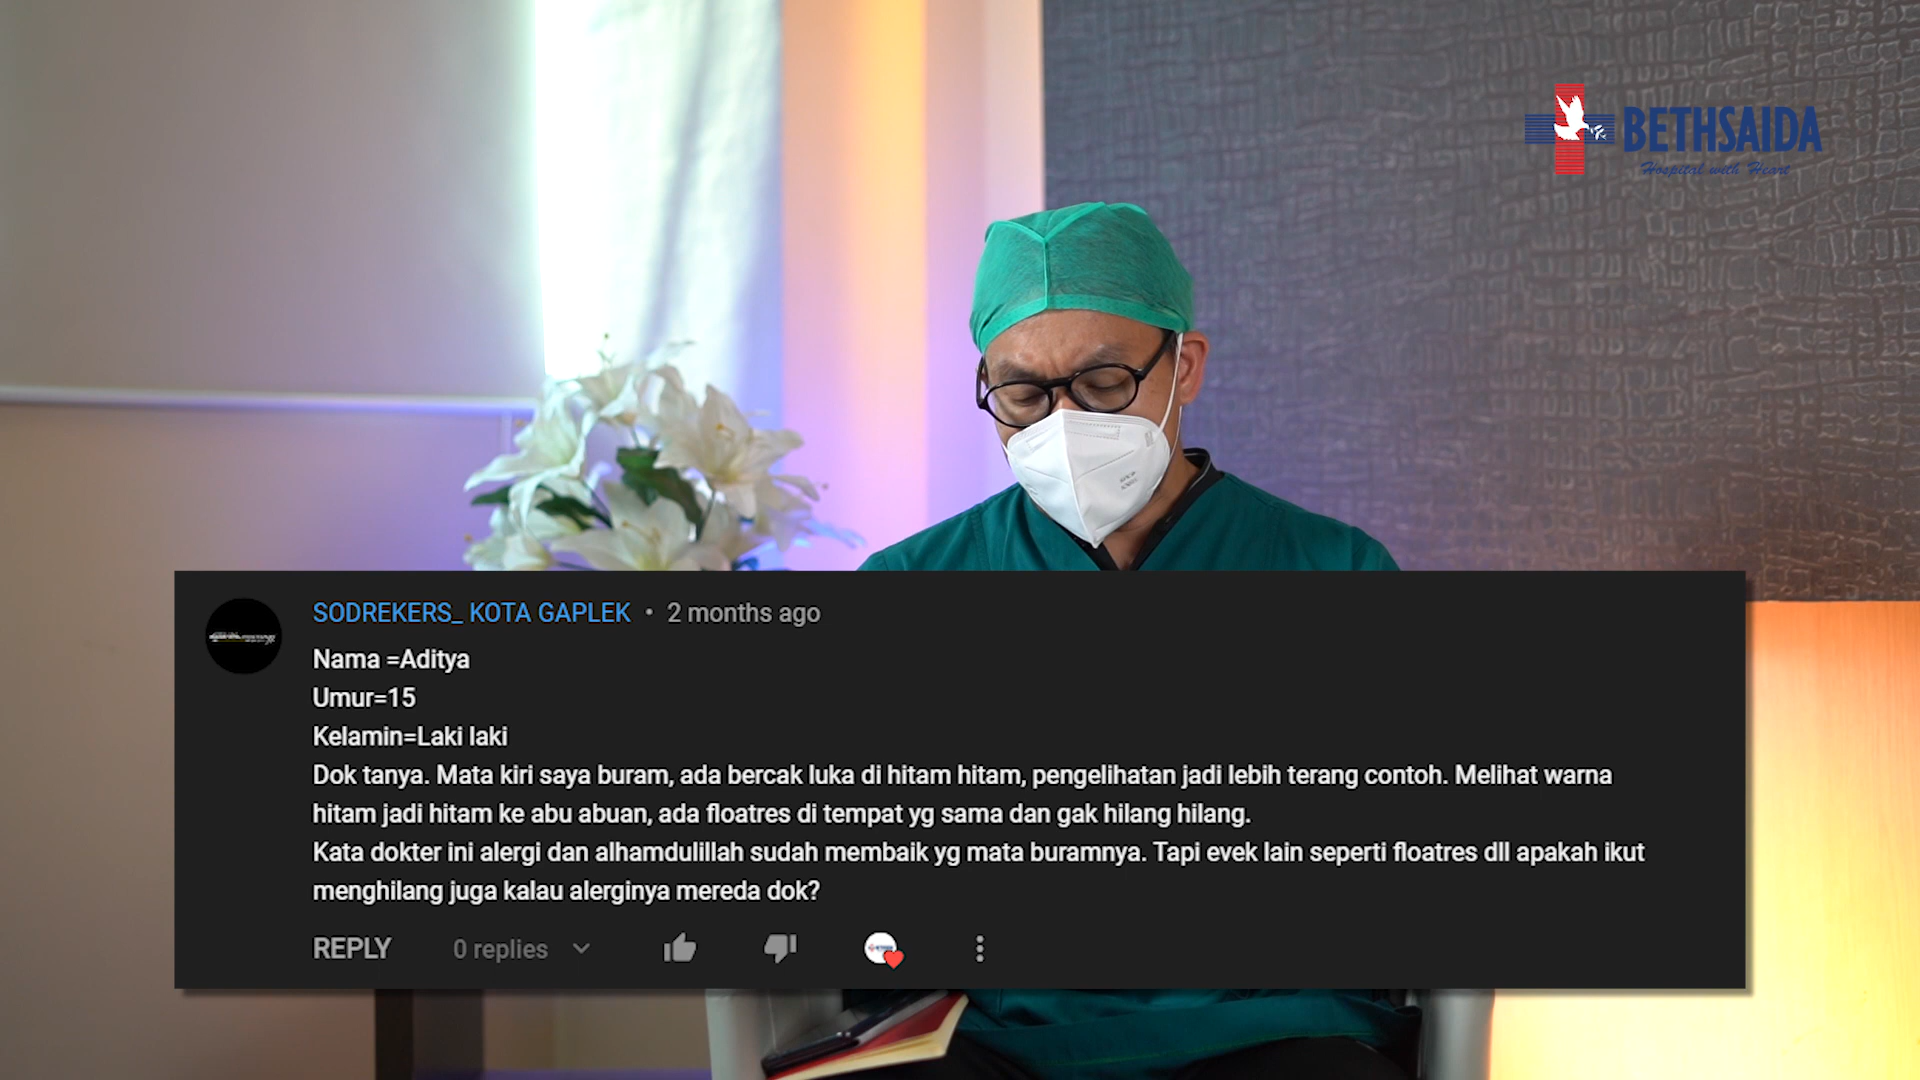 BETHSAIDA
Hospital with Heart
SODREKERS_ KOTA GAPLEK • 2 months ago
Nama =Aditya
Umur=15
Kelamin=Laki laki
Dok tanya. Mata kiri saya buram, ada bercak luka di hitam hitam, pengelihatan jadi lebih terang contoh. Melihat warna
hitam jadi hitam ke abu abuan, ada floatres di tempat yg sama dan gak hilang hilang.
Kata dokter ini alergi dan alhamdulillah sudah membaik yg mata buramnya. Tapi evek lain seperti floatres dll apakah ikut
menghilang juga kalau alerginya mereda dok?
REPLY 0 replies